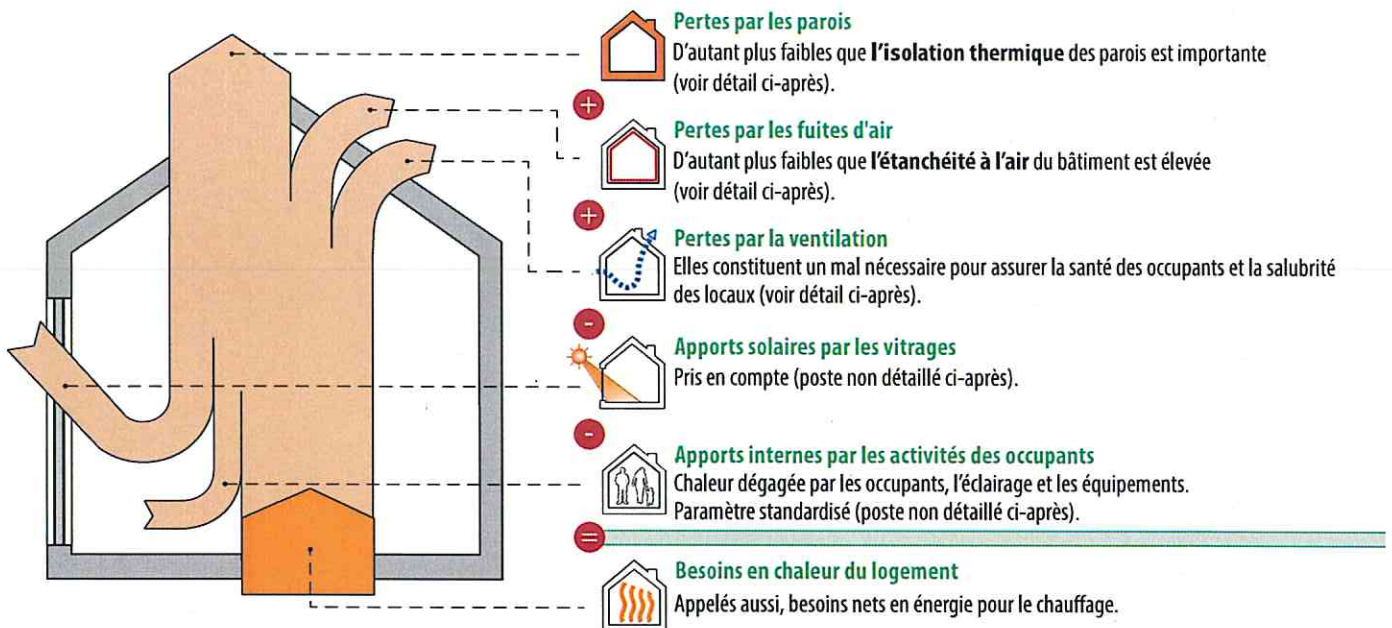 Pertes par les parois
D'autant plus faibles que l'isolation thermique des parois est importante
(voir détail ci-après).
+
Pertes par les fuites d'air
D'autant plus faibles que l'étanchéité à l'air du bâtiment est élevée
(voir détail ci-après).
+
Pertes par la ventilation
Elles constituent un mal nécessaire pour assurer la santé des occupants et la salubrité
des locaux (voir détail ci-après).
-
Apports solaires par les vitrages
Pris en compte (poste non détaillé ci-après).
-
Apports internes par les activités des occupants
Chaleur dégagée par les occupants, l'éclairage et les équipements.
Paramètre standardisé (poste non détaillé ci-après).
=
Besoins en chaleur du logement
Appelés aussi, besoins nets en énergie pour le chauffage.